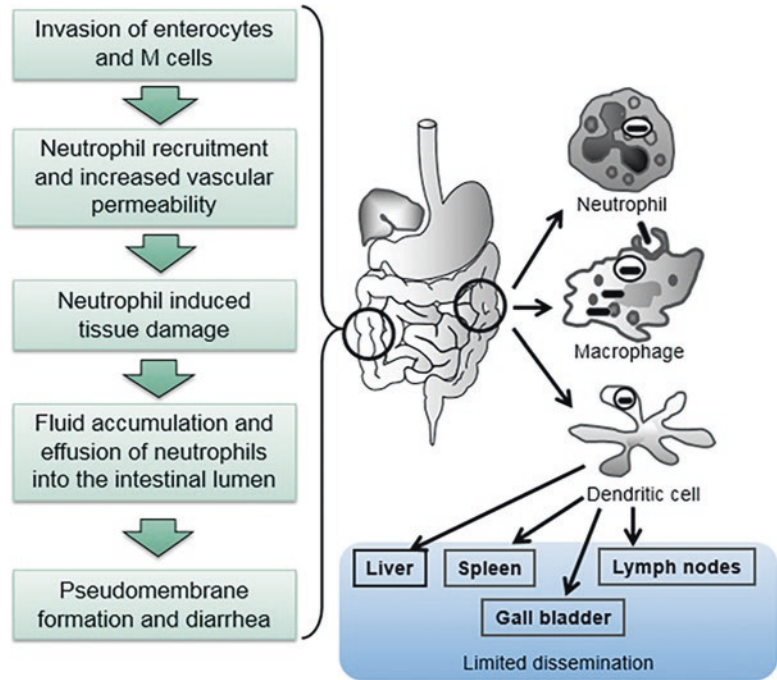 Invasion of enterocytes
and M cells
Neutrophil recruitment
and increased vascular
permeability
Neutrophil induced
tissue damage
Fluid accumulation and
effusion of neutrophils
into the intestinal lumen
Pseudomembrane
formation and diarrhea
Neutrophil
Macrophage
Dendritic cell
Liver
Spleen
Lymph nodes
Gall bladder
Limited dissemination